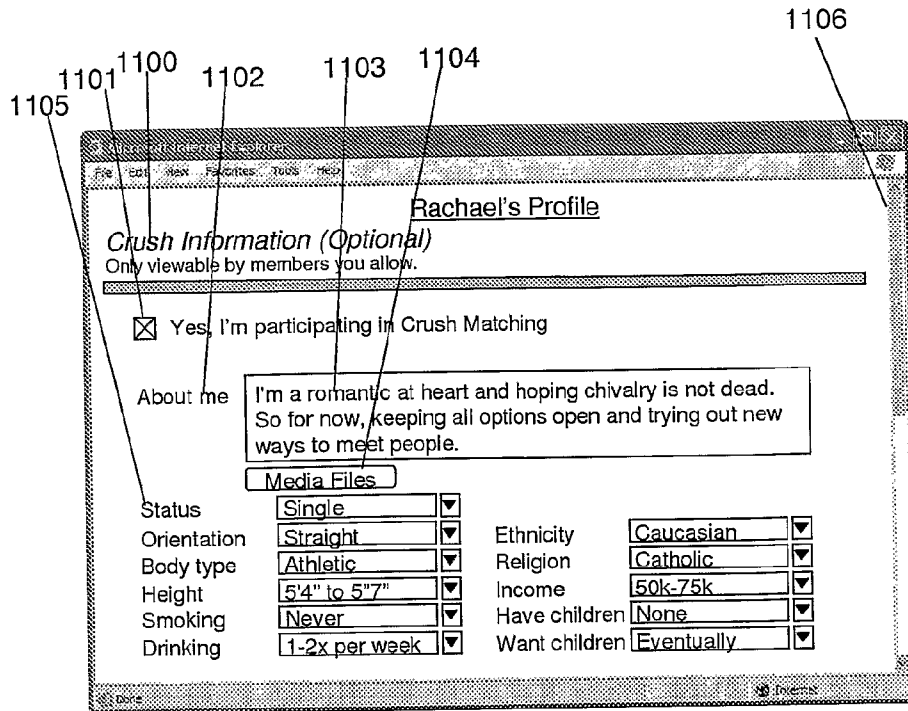 1106
1100
1101
1102
1103
1104
1105
Microsoft Internet Explorer
File Edit View Favorites Tools Help
Rachael's Profile
Crush Information (Optional)
Only viewable by members you allow.
Yes, I'm participating in Crush Matching
About me
I'm a romantic at heart and hoping chivalry is not dead.
So for now, keeping all options open and trying out new
ways to meet people.
Media Files
Status Single
Orientation Straight Ethnicity Caucasian
Body type Athletic Religion Catholic
Height 5'4" to 5"7" Income 50k-75k
Smoking Never Have children None
Drinking 1-2x per week Want children Eventually
Done Internet